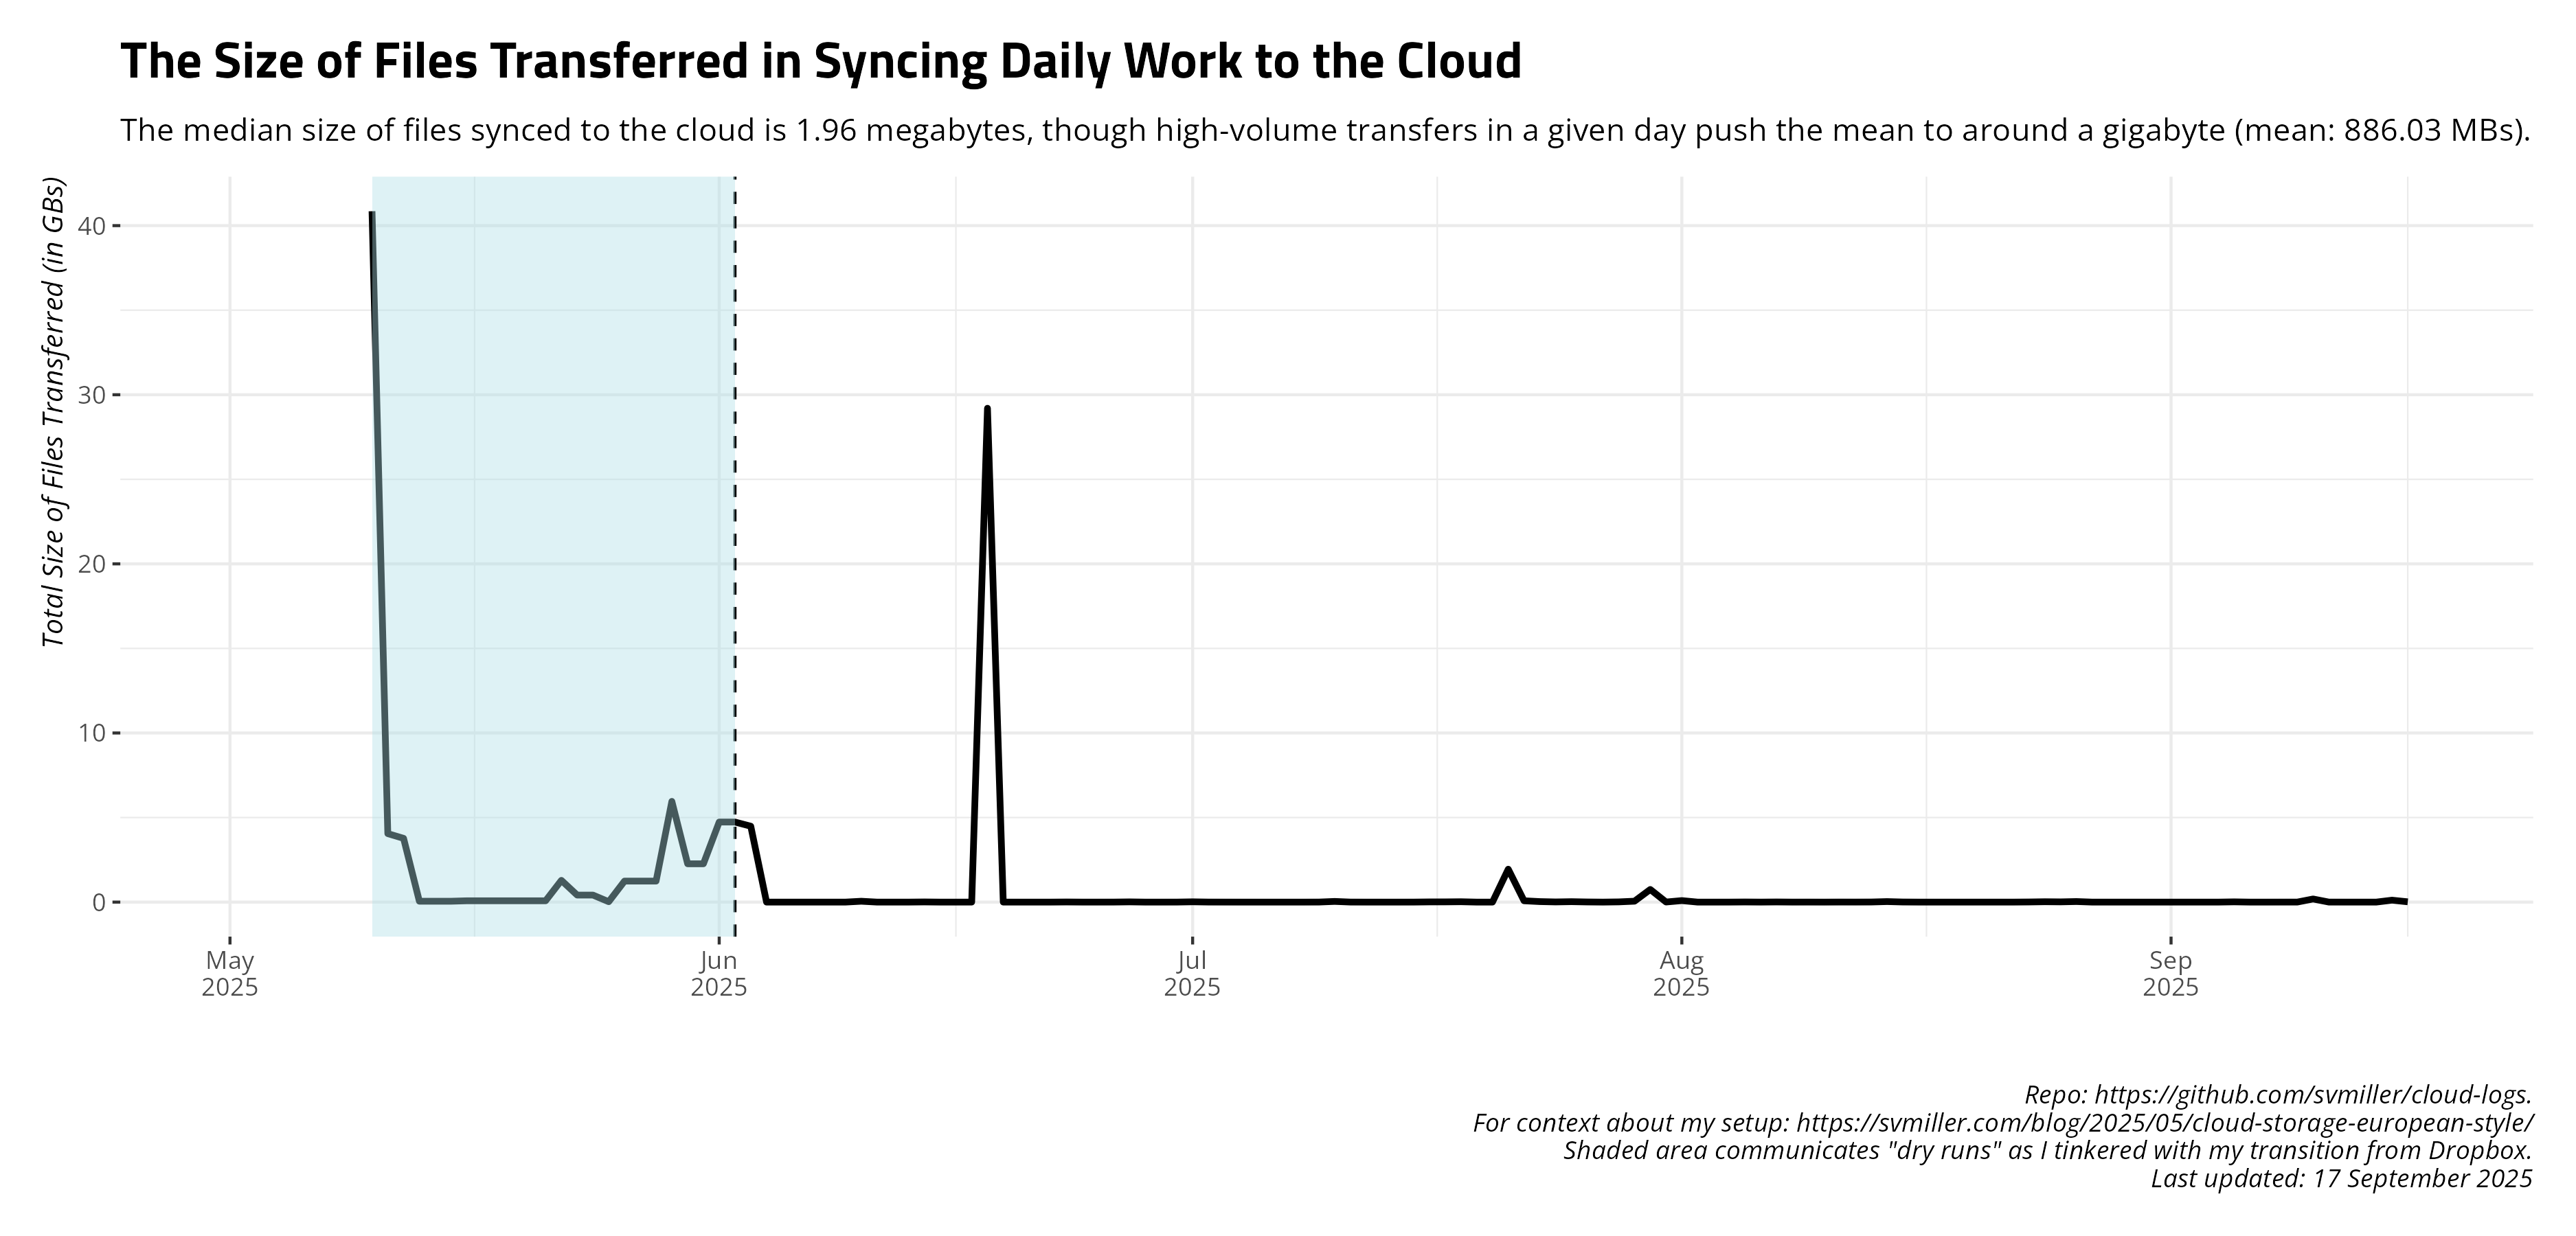 The Size of Files Transferred in Syncing Daily Work to the Cloud
The median size of files synced to the cloud is 1.96 megabytes, though high-volume transfers in a given day push the mean to around a gigabyte (mean: 886.03 MBs).
Total Size of Files Transferred (in GBs)
40
30
20
10
0
May
2025
Jun
2025
Jul
2025
Aug
2025
Sep
2025
Repo: https://github.com/svmiller/cloud-logs.
For context about my setup: https://svmiller.com/blog/2025/05/cloud-storage-european-style/
Shaded area communicates "dry runs" as I tinkered with my transition from Dropbox.
Last updated: 17 September 2025